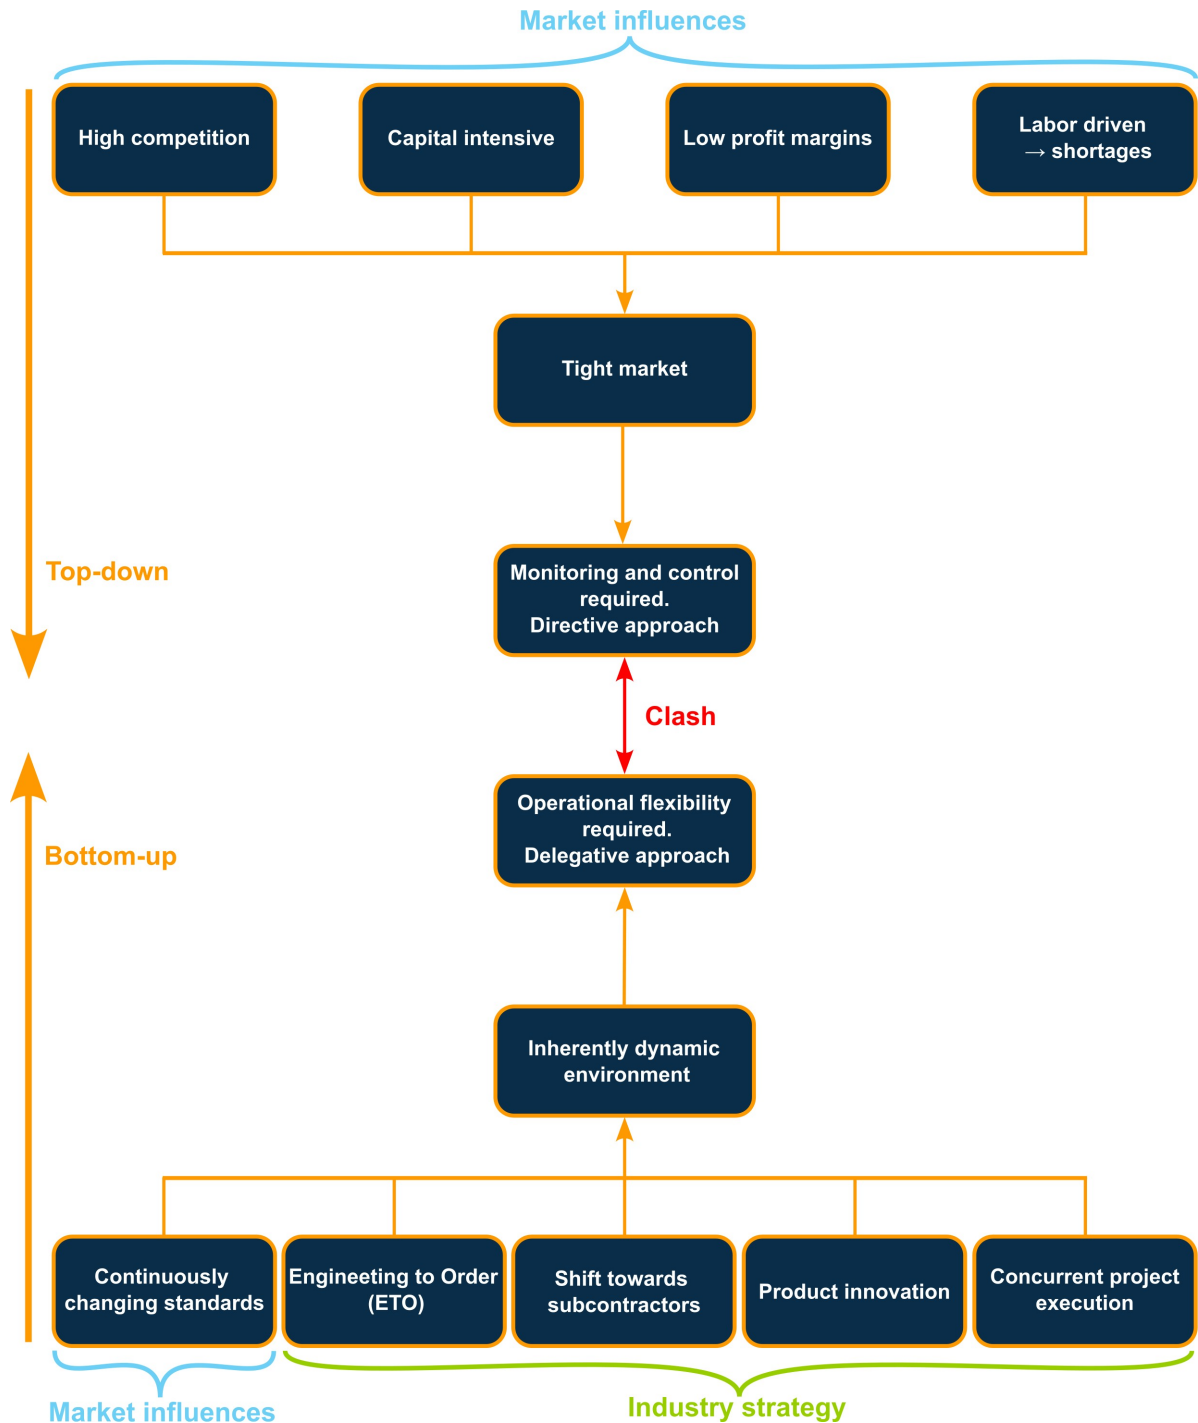 Market influences
High competition
Capital intensive
Low profit margins
Labor driven
→ shortages
Tight market
Top-down
Monitoring and control
required.
Directive approach
Clash
Operational flexibility
required.
Delegative approach
Bottom-up
Inherently dynamic
environment
Continuously
changing standards
Engineeting to Order
(ETO)
Shift towards
subcontractors
Product innovation
Concurrent project
execution
Market influences
Industry strategy